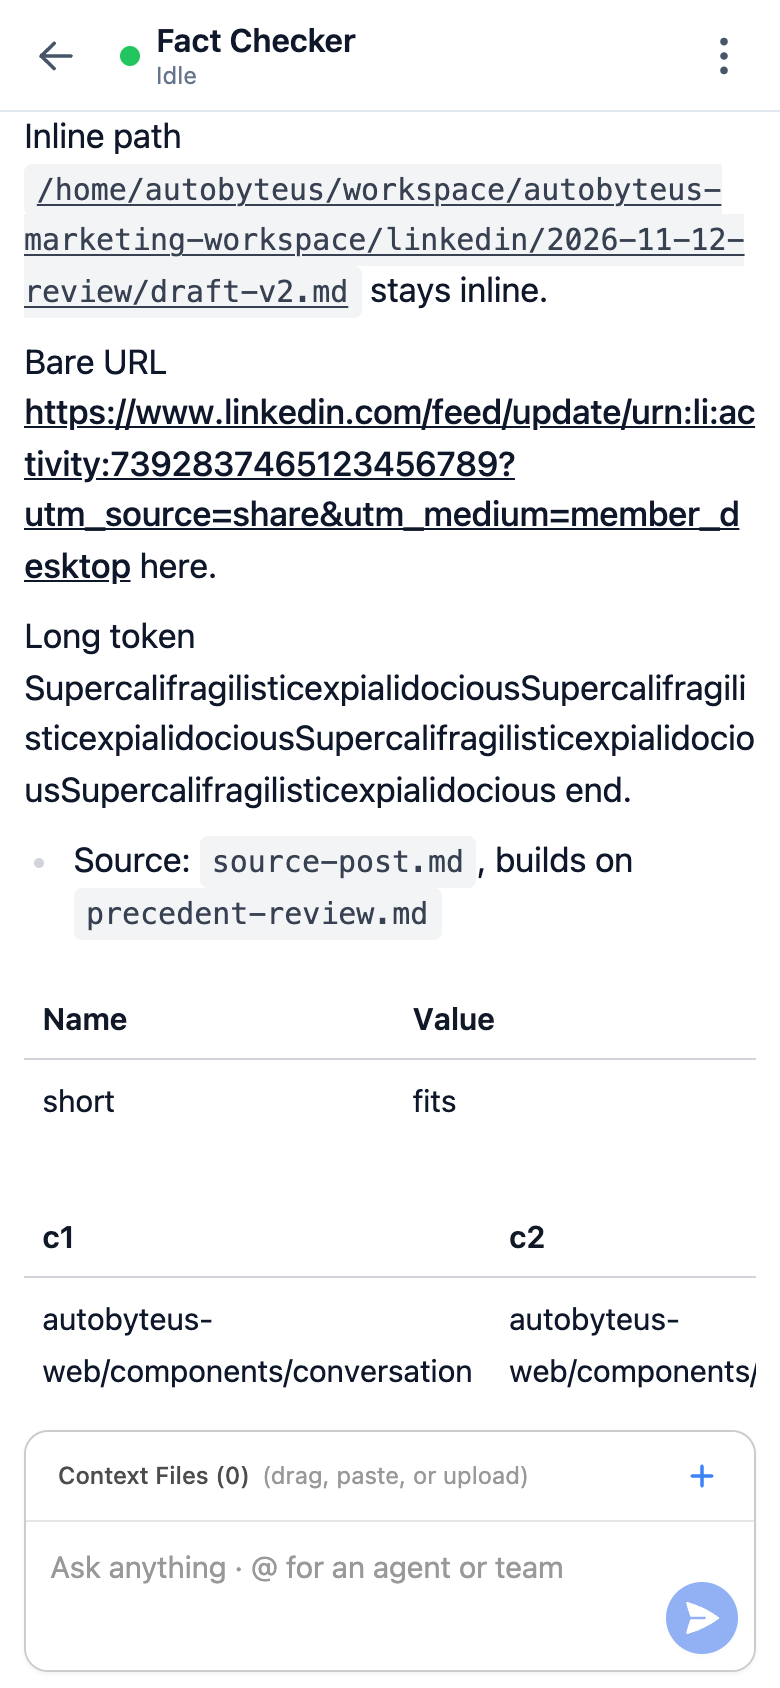 Fact Checker
Idle
Inline path
/home/autobyteus/workspace/autobyteus-
marketing-workspace/linkedin/2026-11-12-
review/draft-v2.md stays inline.
Bare URL
https://www.linkedin.com/feed/update/urn:li:ac
tivity:7392837465123456789?
utm_source=share&utm_medium=member_d
esktop here.
Long token
SupercalifragilisticexpialidociousSupercalifragili
sticexpialidociousSupercalifragilisticexpialidocio
usSupercalifragilisticexpialidocious end.
Source: source-post.md, builds on
precedent-review.md
Name Value
short fits
c1 c2
autobyteus- autobyteus-
web/components/conversation web/components/
Context Files (0) (drag, paste, or upload)
Ask anything · @ for an agent or team